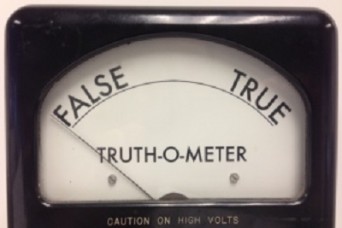 FALSE TRUE
TRUTH-O-METER
CAUTION ON HIGH VOLTS